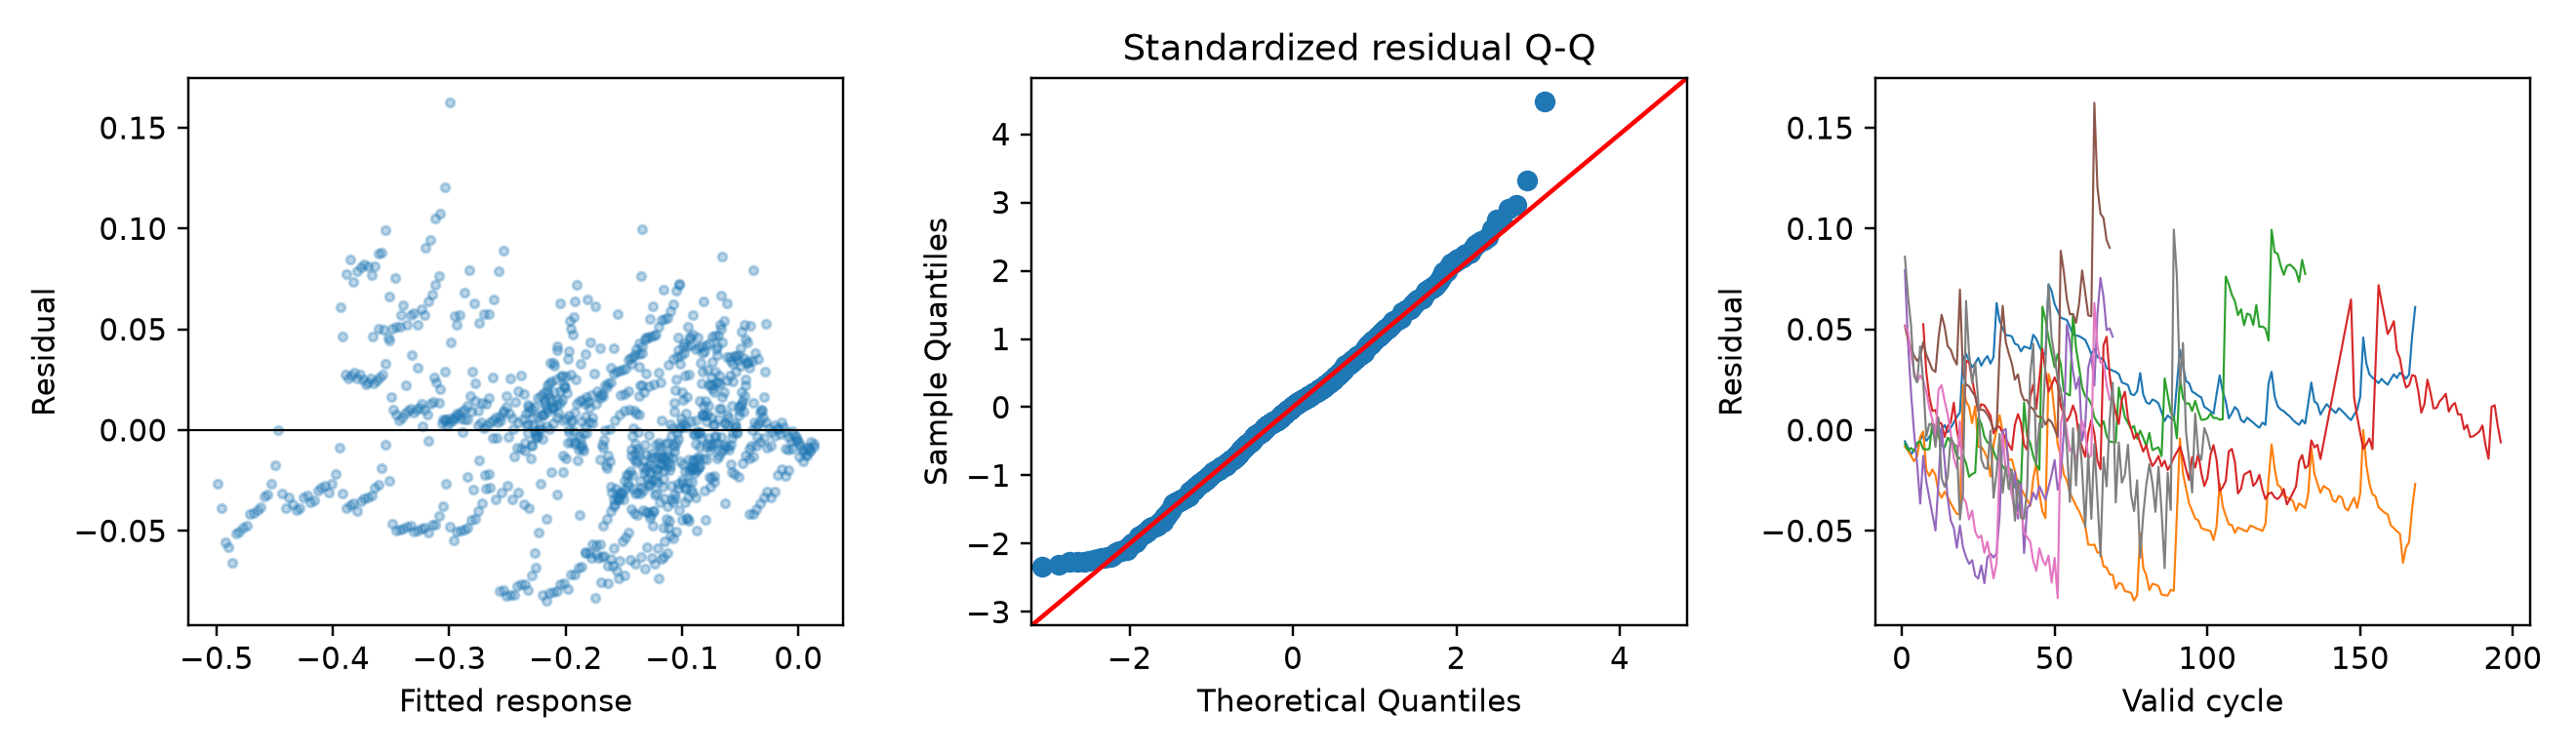 Standardized residual Q-Q
0.15
0.10
0.05
0.00
−0.05
Residual
−0.5 −0.4 −0.3 −0.2 −0.1 0.0
Fitted response
4
3
2
1
0
−1
−2
−3
Sample Quantiles
−2 0 2 4
Theoretical Quantiles
0.15
0.10
0.05
0.00
−0.05
Residual
0 50 100 150 200
Valid cycle